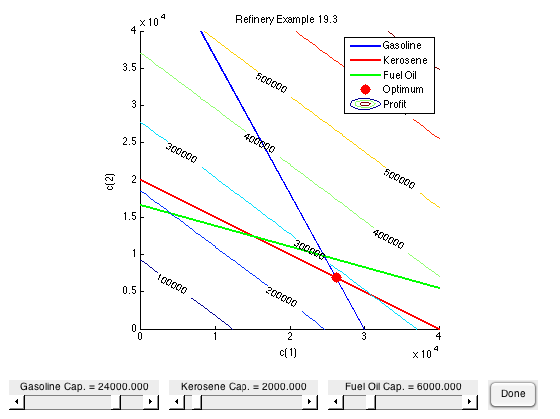 Refinery Example 19.3
x 10^4
4
3.5
3
2.5
2
1.5
1
0.5
0
c(2)
Gasoline
Kerosene
Fuel Oil
Optimum
Profit
500000
400000
300000
500000
400000
300000
200000
100000
0
1
2
3
4
x 10^4
c(1)
Gasoline Cap. = 24000.000
Kerosene Cap. = 2000.000
Fuel Oil Cap. = 6000.000
Done